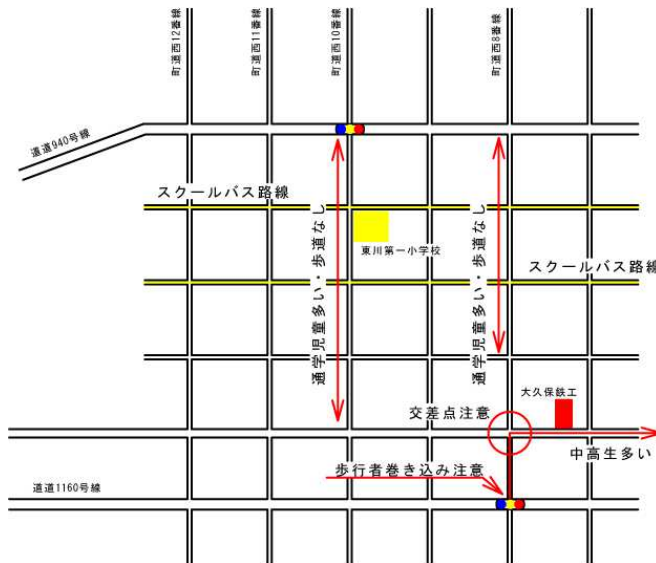 町道西12番線
町道西11番線
町道西10番線
町道西8番線
道道940号線
スクールバス路線
通学児童多い・歩道なし
東川第一小学校
通学児童多い・歩道なし
スクールバス路線
大久保鉄工
交差点注意
中高生多い
歩行者巻き込み注意
道道1160号線